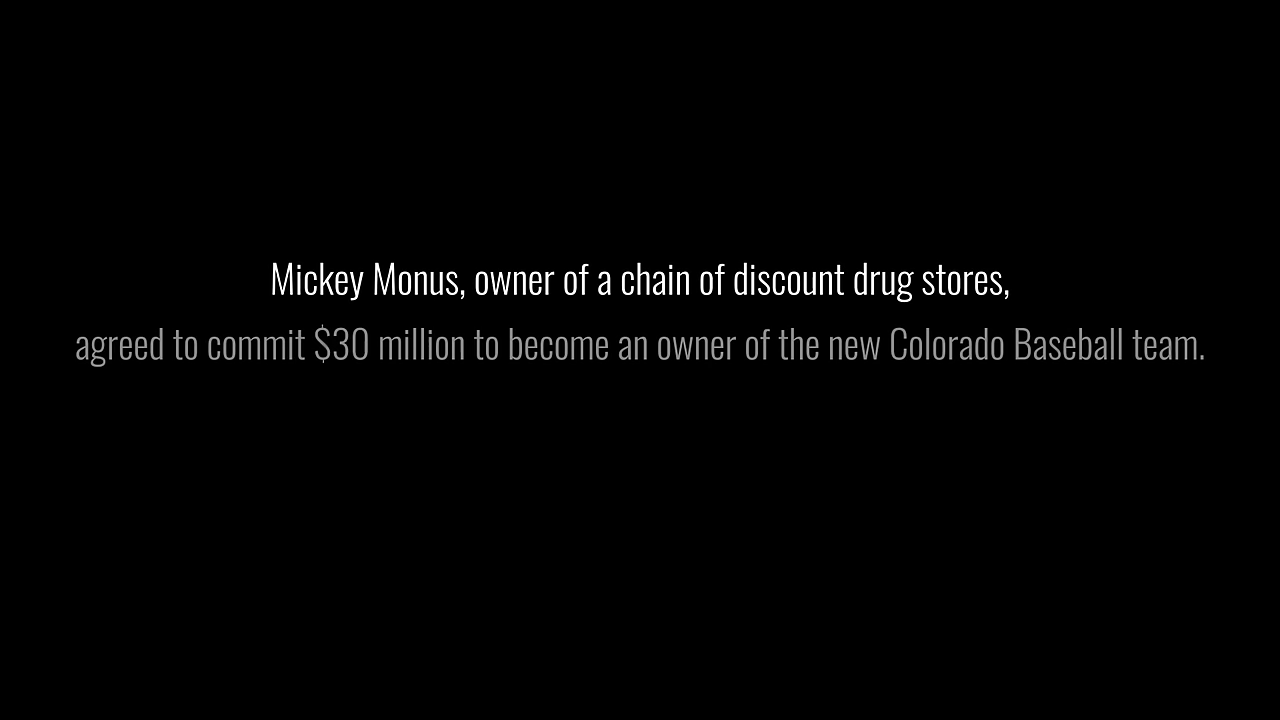 Mickey Monus, owner of a chain of discount drug stores,
agreed to commit $30 million to become an owner of the new Colorado Baseball team.